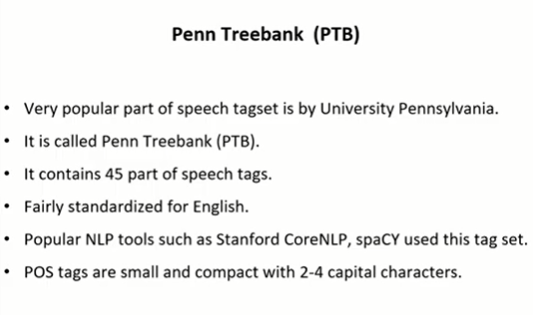 Penn Treebank (PTB)
• Very popular part of speech tagset is by University Pennsylvania.
• It is called Penn Treebank (PTB).
• It contains 45 part of speech tags.
• Fairly standardized for English.
• Popular NLP tools such as Stanford CoreNLP, spaCY used this tag set.
• POS tags are small and compact with 2-4 capital characters.